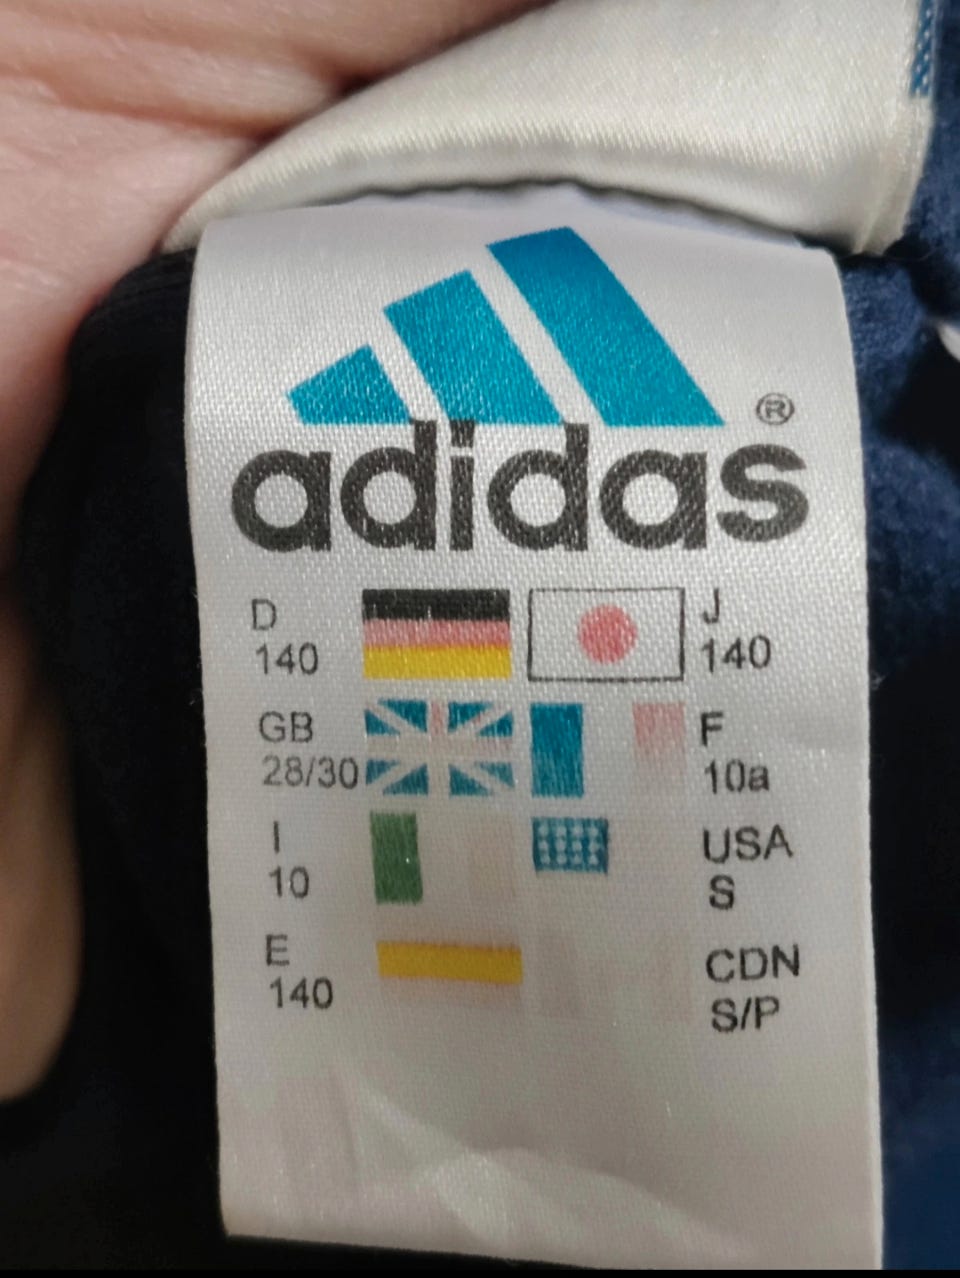 adidas®
D
140
J
140
GB
28/30
F
10a
I
10
USA
S
E
140
CDN
S/P